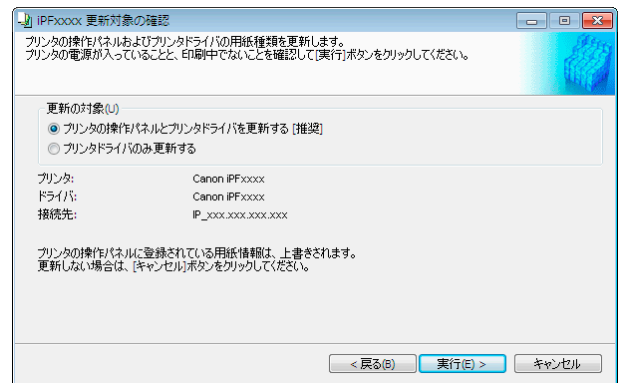 iPFxxxx 更新対象の確認
プリンタの操作パネルおよびプリンタドライバの用紙種類を更新します。
プリンタの電源が入っていることと、印刷中でないことを確認して[実行]ボタンをクリックしてください。
更新の対象(U)
プリンタの操作パネルとプリンタドライバを更新する [推奨]
プリンタドライバのみ更新する
プリンタ: Canon iPFxxxx
ドライバ: Canon iPFxxxx
接続先: IP_xxx.xxx.xxx.xxx
プリンタの操作パネルに登録されている用紙情報は、上書きされます。
更新しない場合は、[キャンセル]ボタンをクリックしてください。
< 戻る(B) 実行(E) > キャンセル